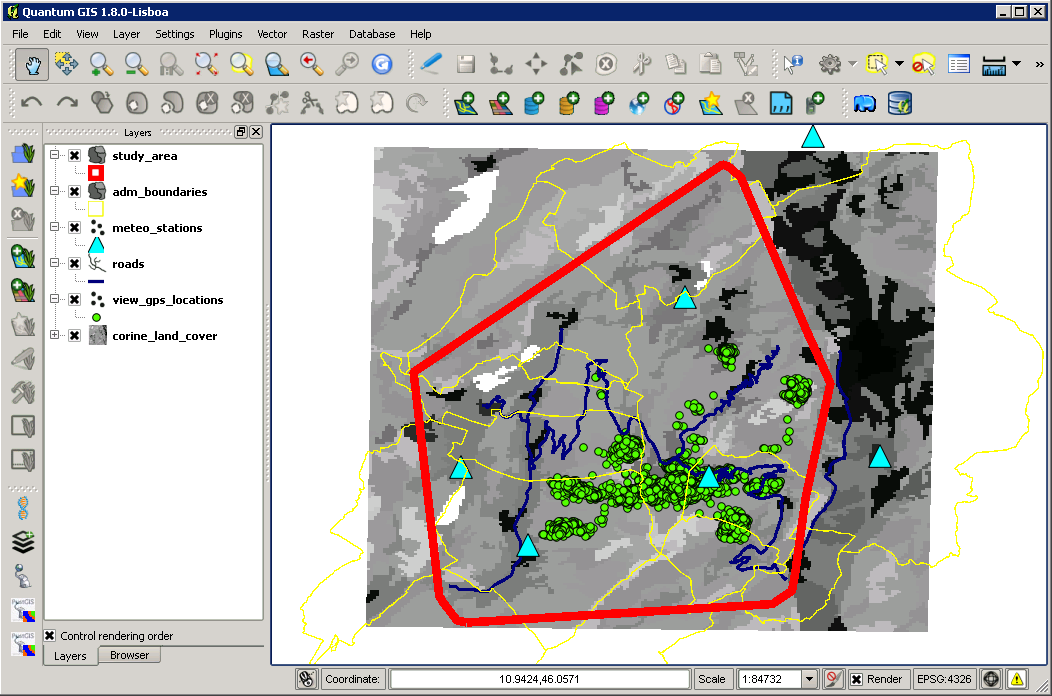 Quantum GIS 1.8.0-Lisboa
File Edit View Layer Settings Plugins Vector Raster Database Help
Layers
study_area
adm_boundaries
meteo_stations
roads
view_gps_locations
corine_land_cover
PostGIS
PostGIS
Control rendering order
Layers Browser
Coordinate: 10.9424,46.0571 Scale 1:84732 Render EPSG:4326